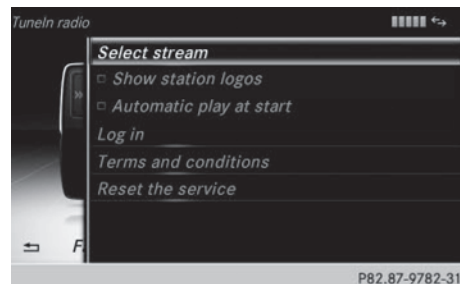 TuneIn radio
Select stream
Show station logos
Automatic play at start
Log in
Terms and conditions
Reset the service
F
P82.87-9782-31